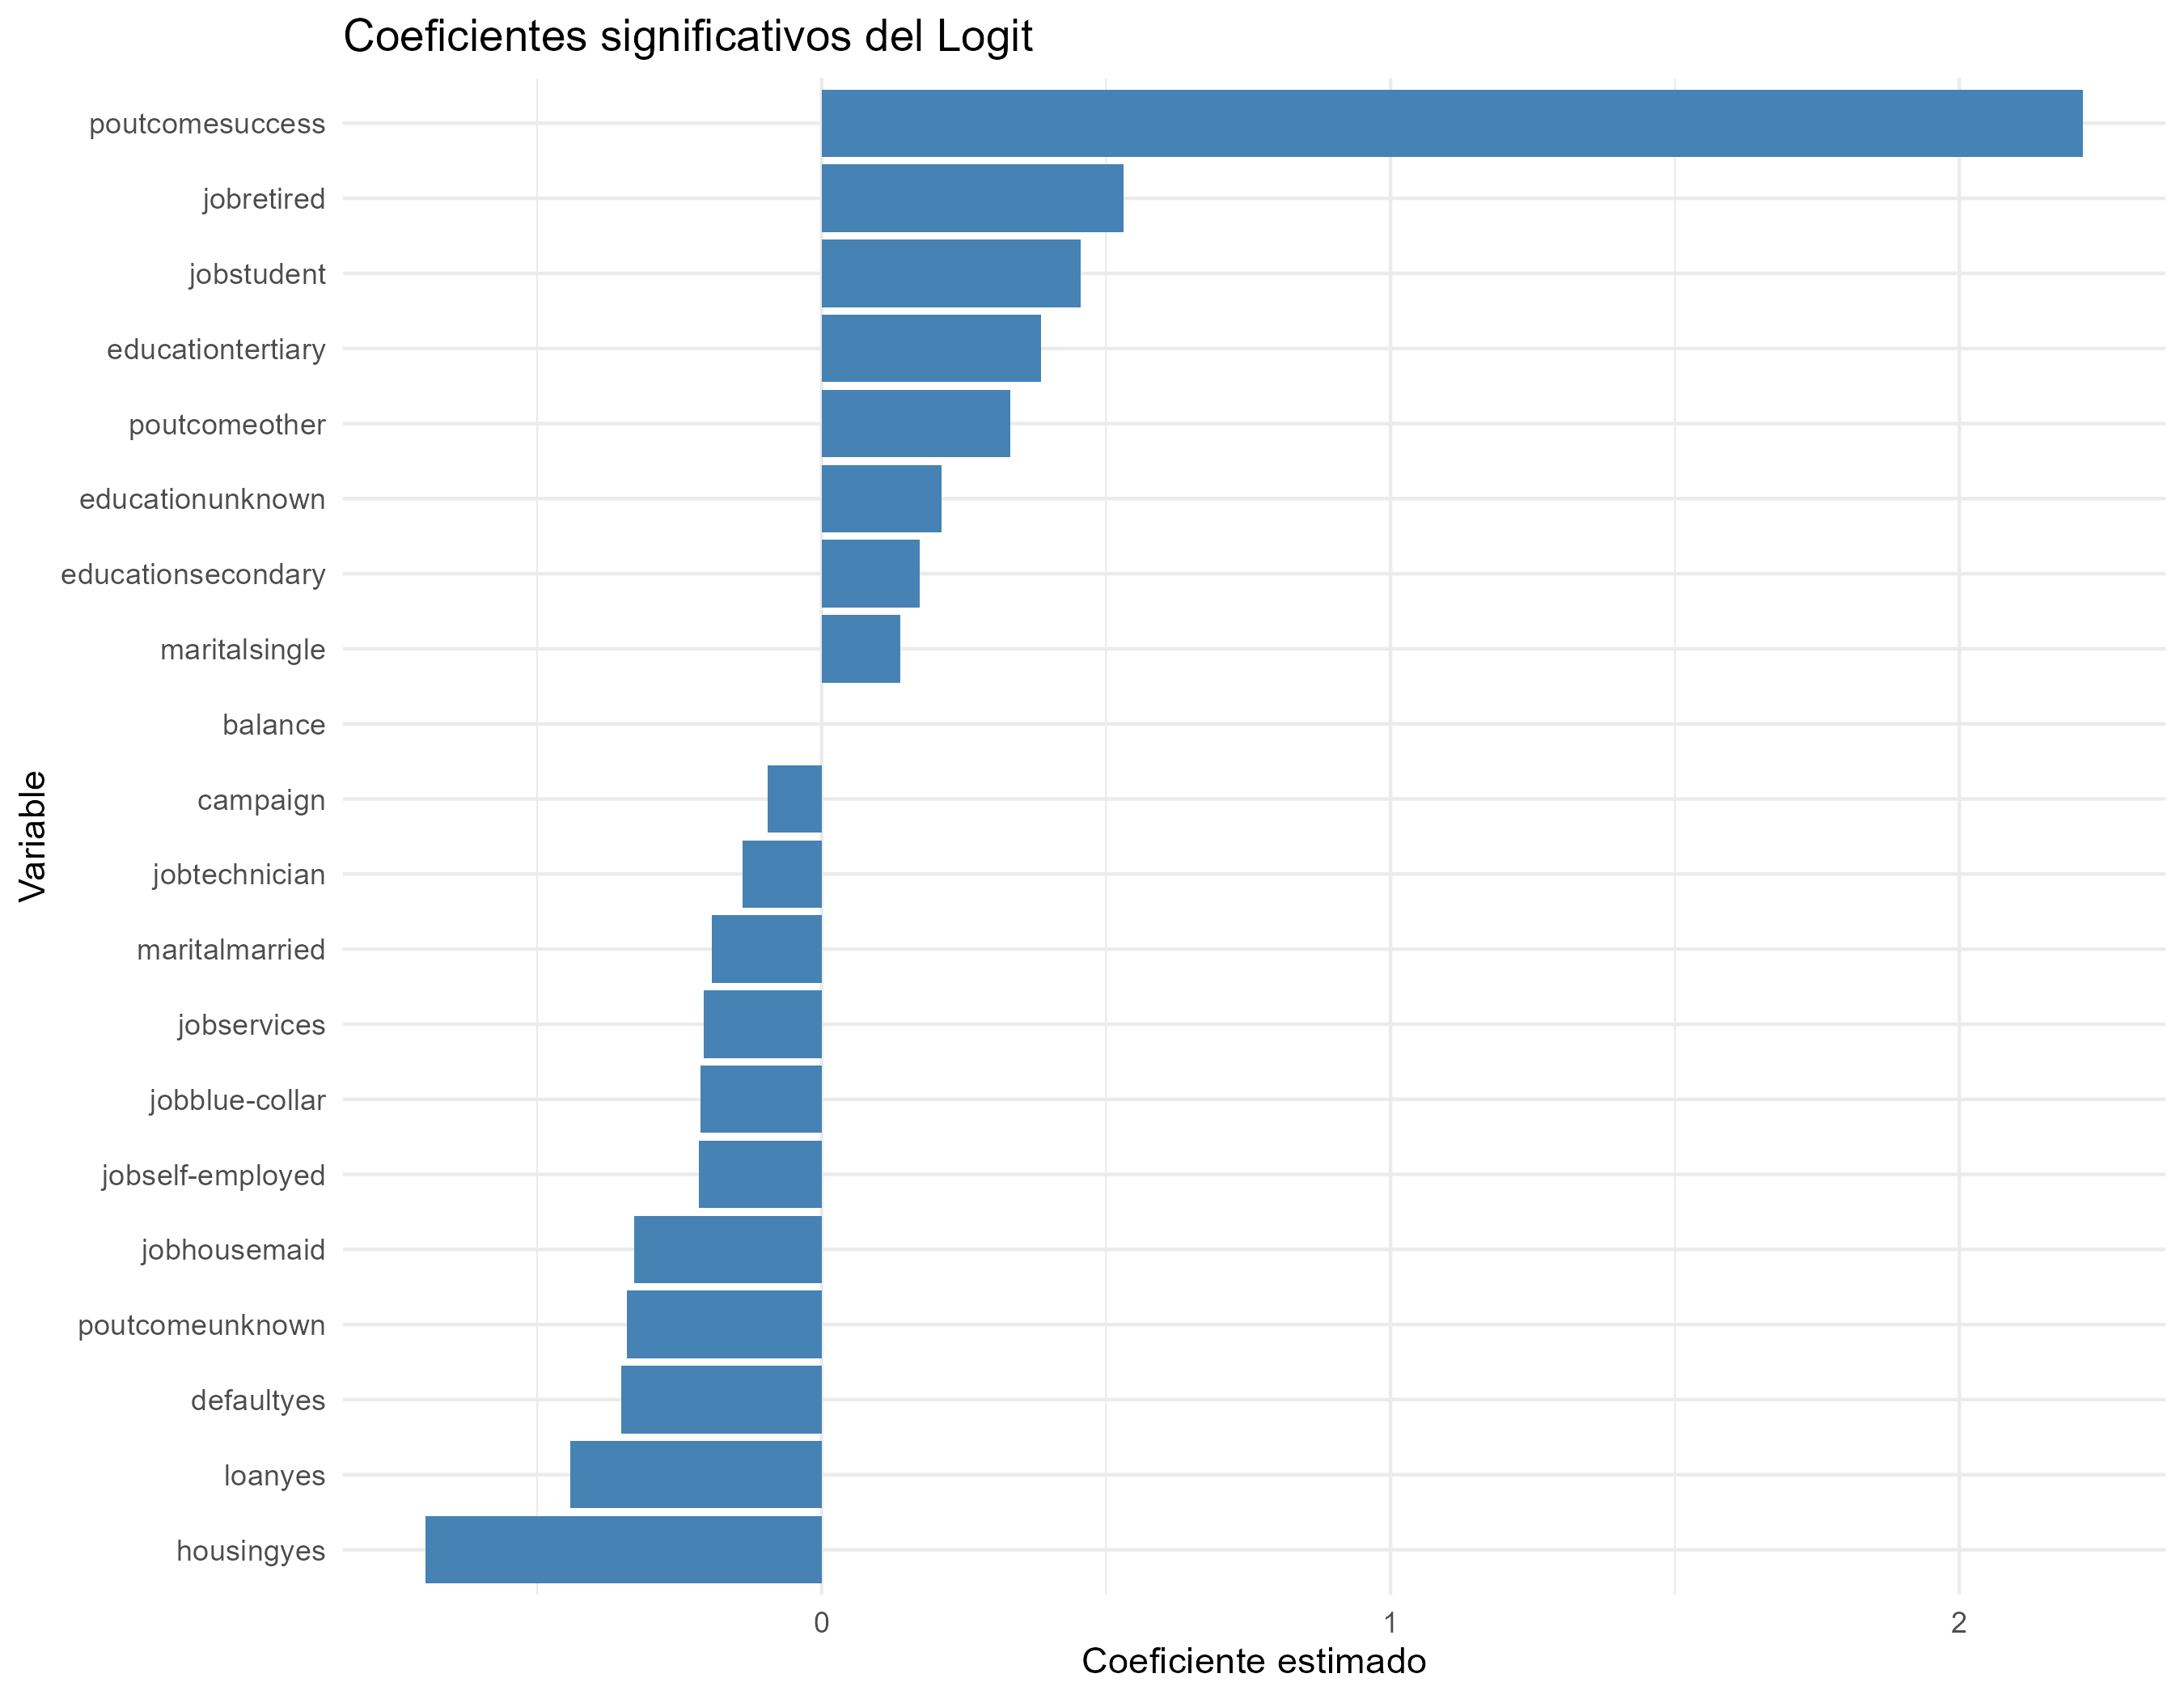 Coeficientes significativos del Logit
Variable
poutcomesuccess
jobretired
jobstudent
educationtertiary
poutcomeother
educationunknown
educationsecondary
maritalsingle
balance
campaign
jobtechnician
maritalmarried
jobservices
jobblue-collar
jobself-employed
jobhousemaid
poutcomeunknown
defaultyes
loanyes
housingyes
0 1 2
Coeficiente estimado